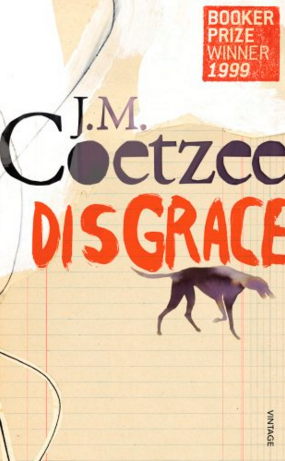 BOOKER
PRIZE
WINNER
1999
J.M.
Coetzee
DISGRACE
VINTAGE